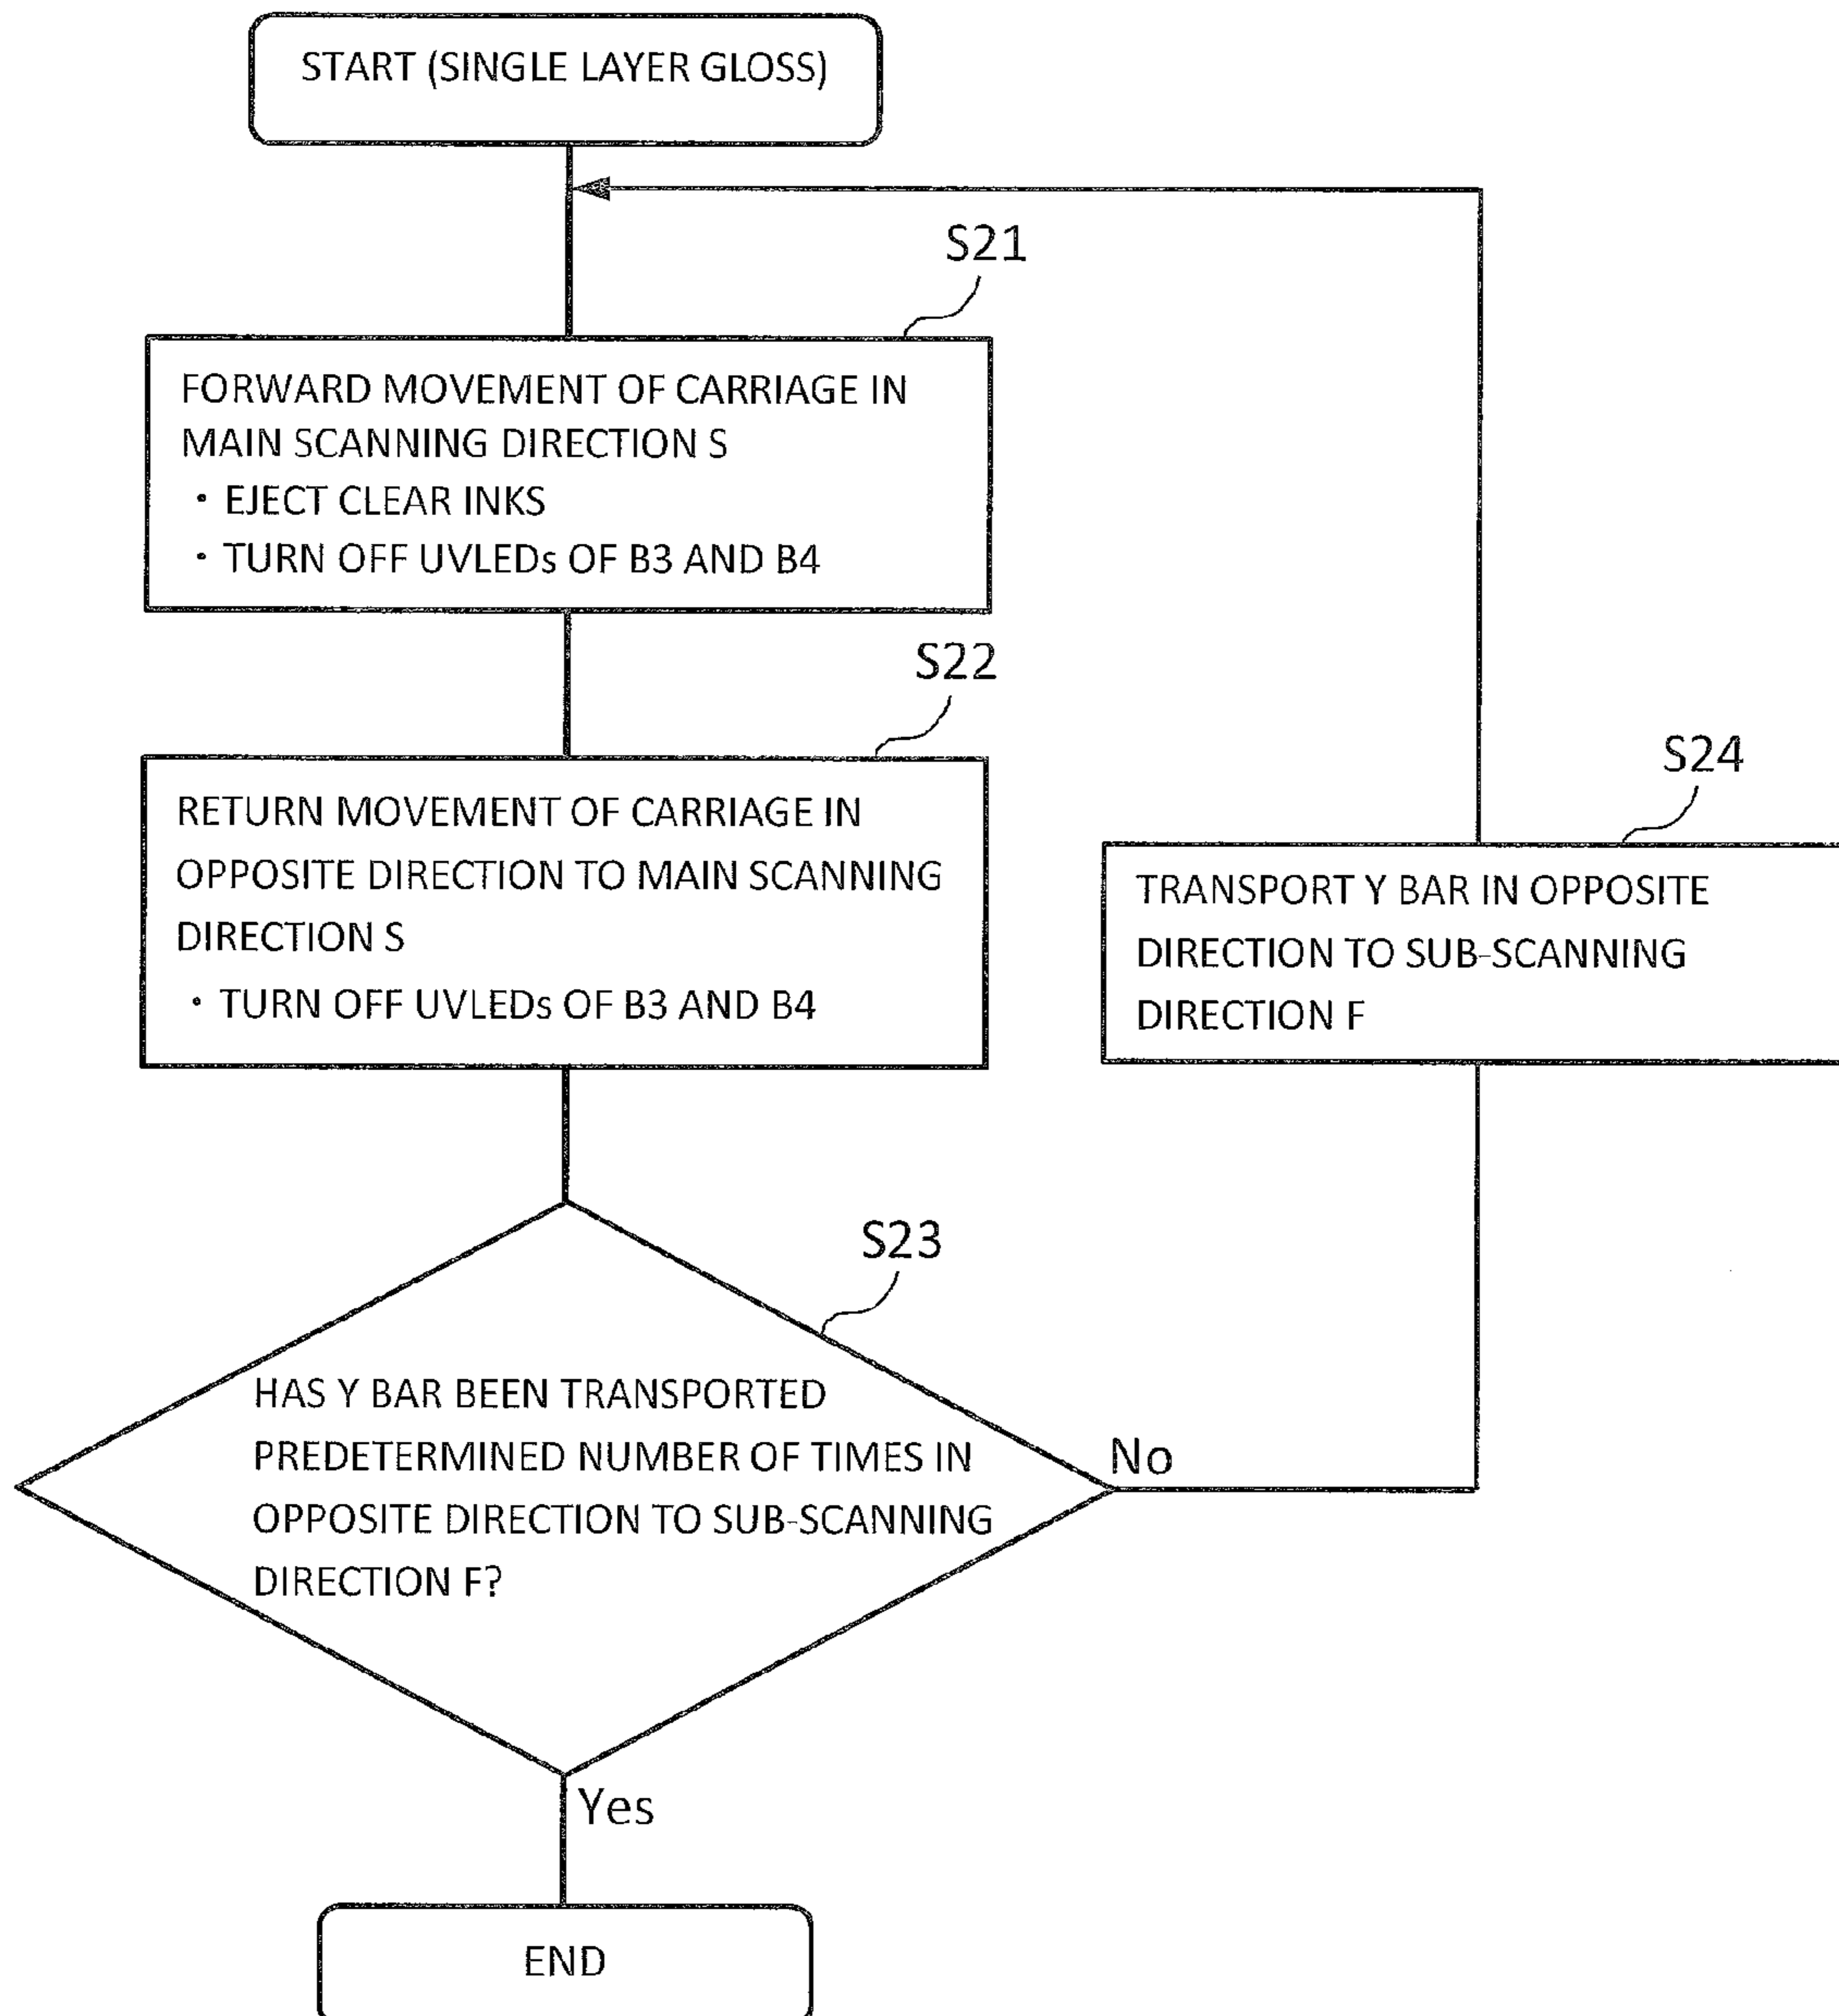 START (SINGLE LAYER GLOSS)
S21
FORWARD MOVEMENT OF CARRIAGE IN
MAIN SCANNING DIRECTION S
・EJECT CLEAR INKS
・TURN OFF UVLEDs OF B3 AND B4
S22
RETURN MOVEMENT OF CARRIAGE IN
OPPOSITE DIRECTION TO MAIN SCANNING
DIRECTION S
・TURN OFF UVLEDs OF B3 AND B4
S24
TRANSPORT Y BAR IN OPPOSITE
DIRECTION TO SUB-SCANNING
DIRECTION F
S23
HAS Y BAR BEEN TRANSPORTED
PREDETERMINED NUMBER OF TIMES IN
OPPOSITE DIRECTION TO SUB-SCANNING
DIRECTION F?
No
Yes
END